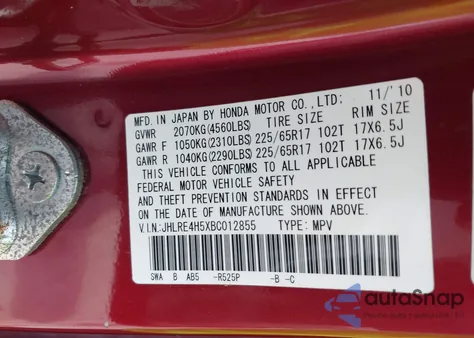 MFD. IN JAPAN BY HONDA MOTOR CO., LTD: 11/'10
GVWR 2070KG(4560LBS) TIRE SIZE RIM SIZE
GAWR F 1050KG(2310LBS) 225/65R17 102T 17X6.5J
GAWR R 1040KG(2290LBS) 225/65R17 102T 17X6.5J
THIS VEHICLE CONFORMS TO ALL APPLICABLE
FEDERAL MOTOR VEHICLE SAFETY
AND THEFT PREVENTION STANDARDS IN EFFECT
ON THE DATE OF MANUFACTURE SHOWN ABOVE.
V.I.N:JHLRE4H5XBC012855 TYPE: MPV
SWA B AB5 -R525P -B -C
autoSnap